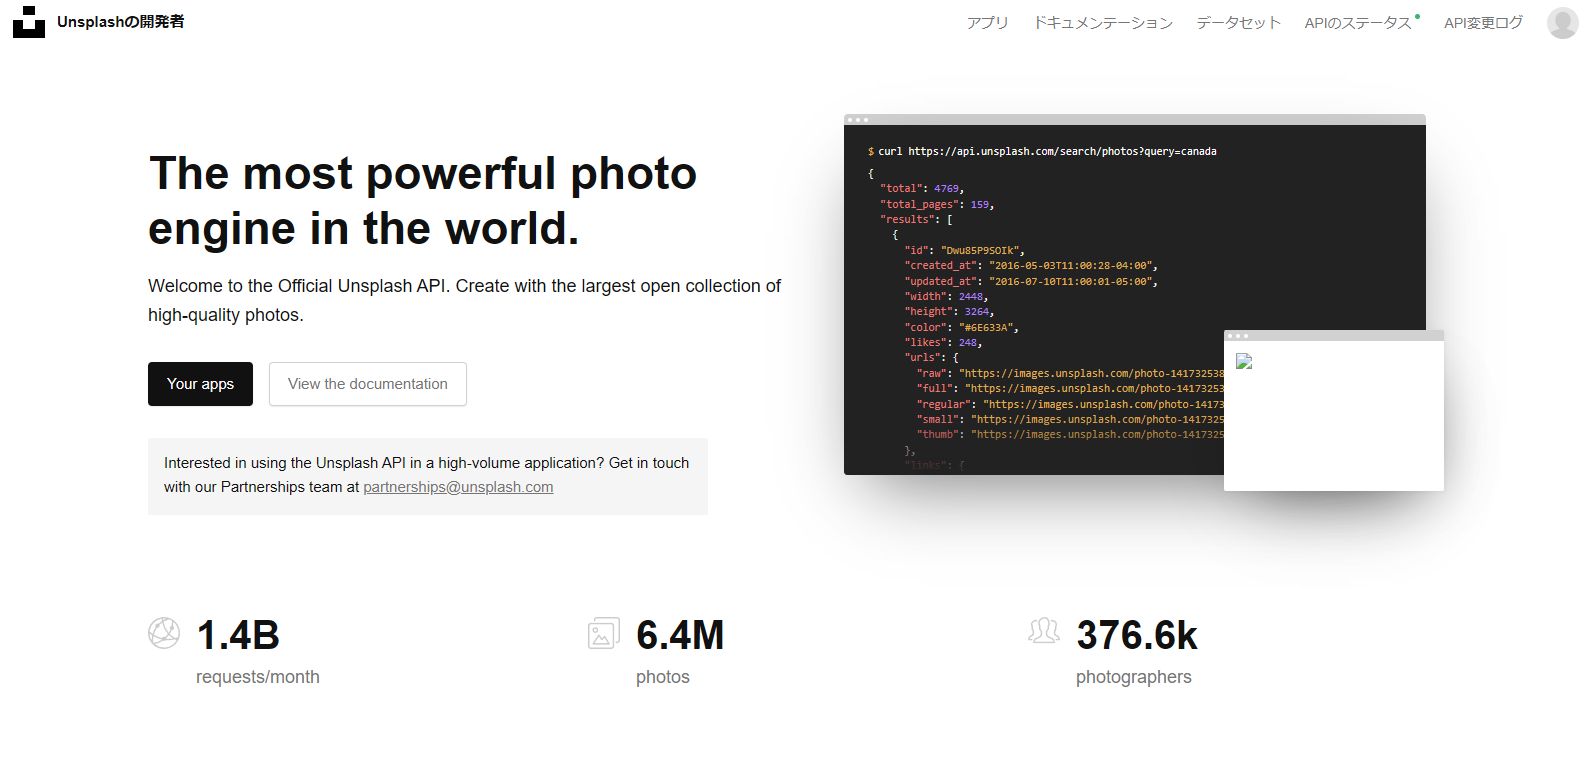 Unsplashの開発者
アプリ
ドキュメンテーション
データセット
APIのステータス
API変更ログ
The most powerful photo
engine in the world.
Welcome to the Official Unsplash API. Create with the largest open collection of
high-quality photos.
Your apps
View the documentation
Interested in using the Unsplash API in a high-volume application? Get in touch
with our Partnerships team at partnerships@unsplash.com
$ curl https://api.unsplash.com/search/photos?query=canada
{
"total": 4769,
"total_pages": 159,
"results": [
{
"id": "Dwu85P9SOIk",
"created_at": "2016-05-03T11:00:28-04:00",
"updated_at": "2016-07-10T11:00:01-05:00",
"width": 2448,
"height": 3264,
"color": "#6E633A",
"likes": 248,
"urls": {
"raw": "https://images.unsplash.com/photo-141732538
"full": "https://images.unsplash.com/photo-14173253
"regular": "https://images.unsplash.com/photo-14173
"small": "https://images.unsplash.com/photo-1417325
"thumb": "https://images.unsplash.com/photo-1417325
},
"links": {
1.4B
requests/month
6.4M
photos
376.6k
photographers